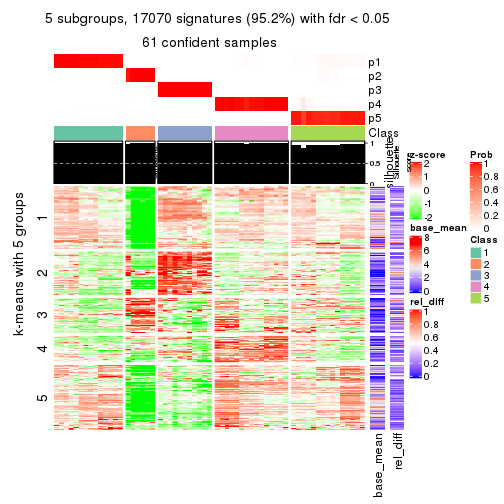 5 subgroups, 17070 signatures (95.2%) with fdr < 0.05
61 confident samples
p1
p2
p3
p4
p5
Class
1
0.5
0
silhouette
k-means with 5 groups
1
2
3
4
5
base_mean
rel_diff
z-score
2
1
0
-1
-2
base_mean
8
6
4
2
0
rel_diff
1
0.8
0.6
0.4
0.2
0
Prob
1
0.8
0.6
0.4
0.2
0
Class
1
2
3
4
5